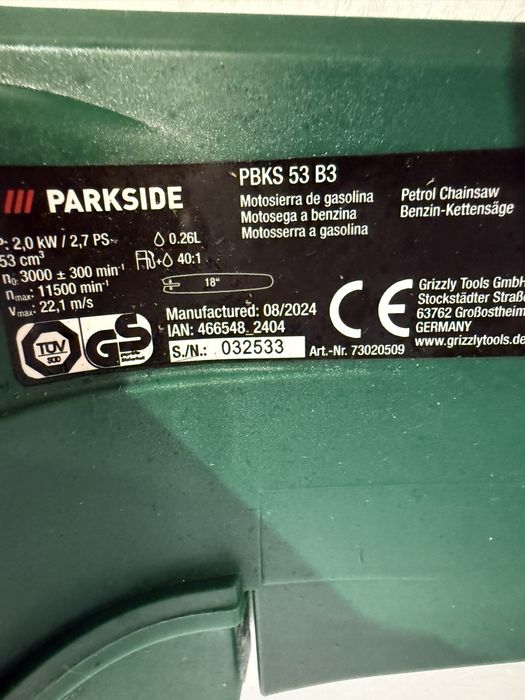 PARKSIDE
PBKS 53 B3
Motosierra de gasolina
Motosega a benzina
Motosserra a gasolina
Petrol Chainsaw
Benzin-Kettensäge
P: 2,0 kW / 2,7 PS
53 cm³
n₀ 3000 ± 300 min⁻¹
nmax: 11500 min⁻¹
Vmax: 22,1 m/s
0.26L
+ 40:1
18"
Manufactured: 08/2024
IAN: 466548_2404
S./N.: 032533
Art.-Nr. 73020509
CE
Grizzly Tools GmbH
Stockstädter Straß
63762 Großostheim
GERMANY
www.grizzlytools.de
TÜV
SÜD
GS